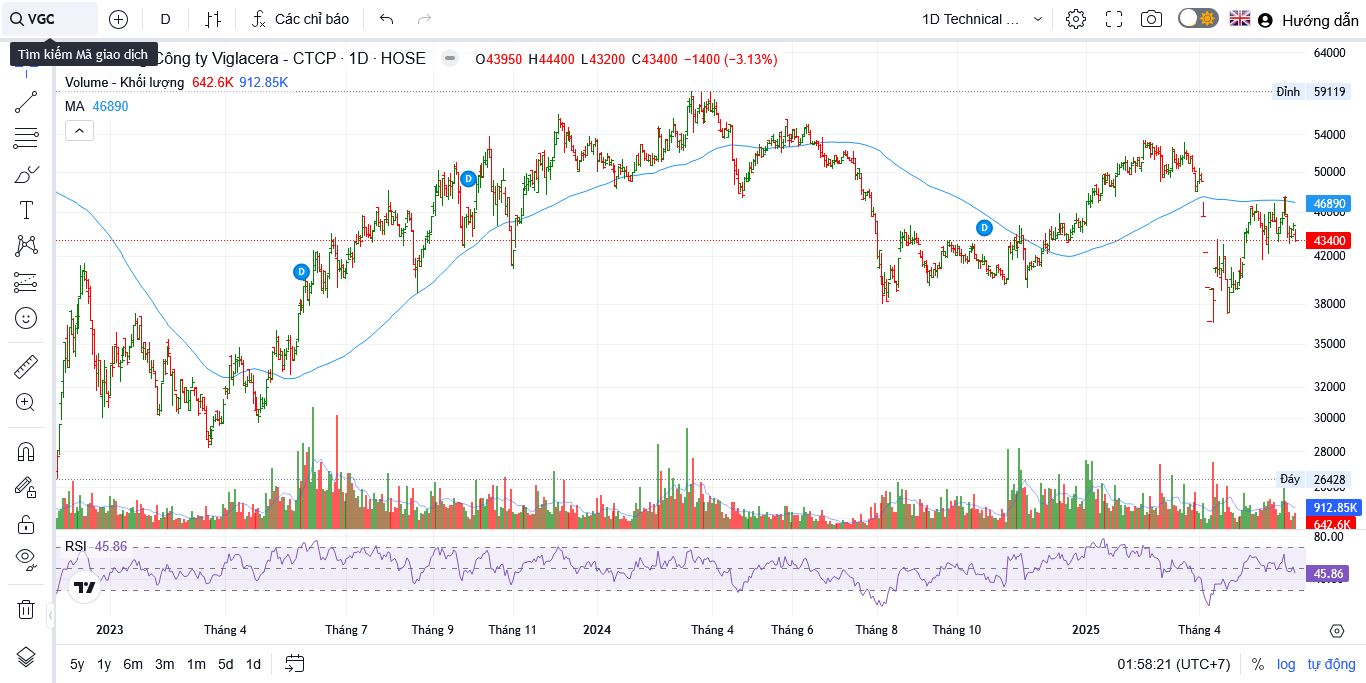 VGC D Các chỉ báo 1D Technical ... Hướng dẫn
Tìm kiếm Mã giao dịch
Công ty Viglacera - CTCP · 1D · HOSE O43950 H44400 L43200 C43400 −1400 (−3.13%)
Volume - Khối lượng 642.6K 912.85K
MA 46890
64000
Đỉnh 59119
54000
50000
46890
43400
42000
38000
35000
32000
30000
28000
Đáy 26428
912.85K
642.6K
80.00
RSI 45.86
45.86
2023 Tháng 4 Tháng 7 Tháng 9 Tháng 11 2024 Tháng 4 Tháng 6 Tháng 8 Tháng 10 2025 Tháng 4
5y 1y 6m 3m 1m 5d 1d 01:58:21 (UTC+7) % log tự động
D
D
D